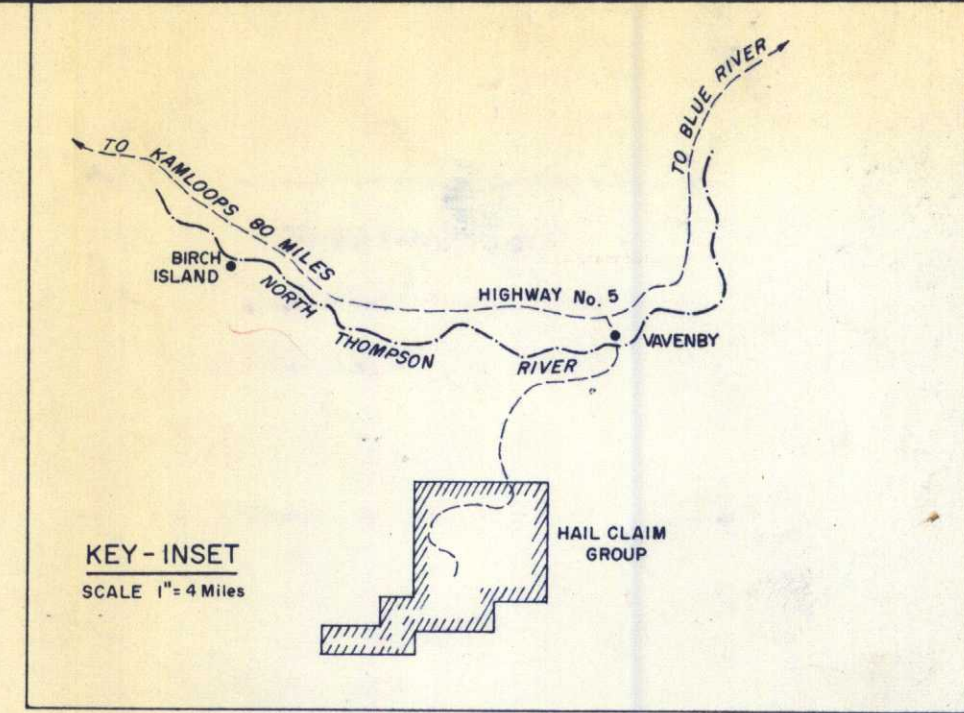 TO BLUE RIVER
TO KAMLOOPS 80 MILES
BIRCH
ISLAND
NORTH THOMPSON RIVER
HIGHWAY No. 5
VAVENBY
HAIL CLAIM
GROUP
KEY-INSET
SCALE 1"= 4 Miles